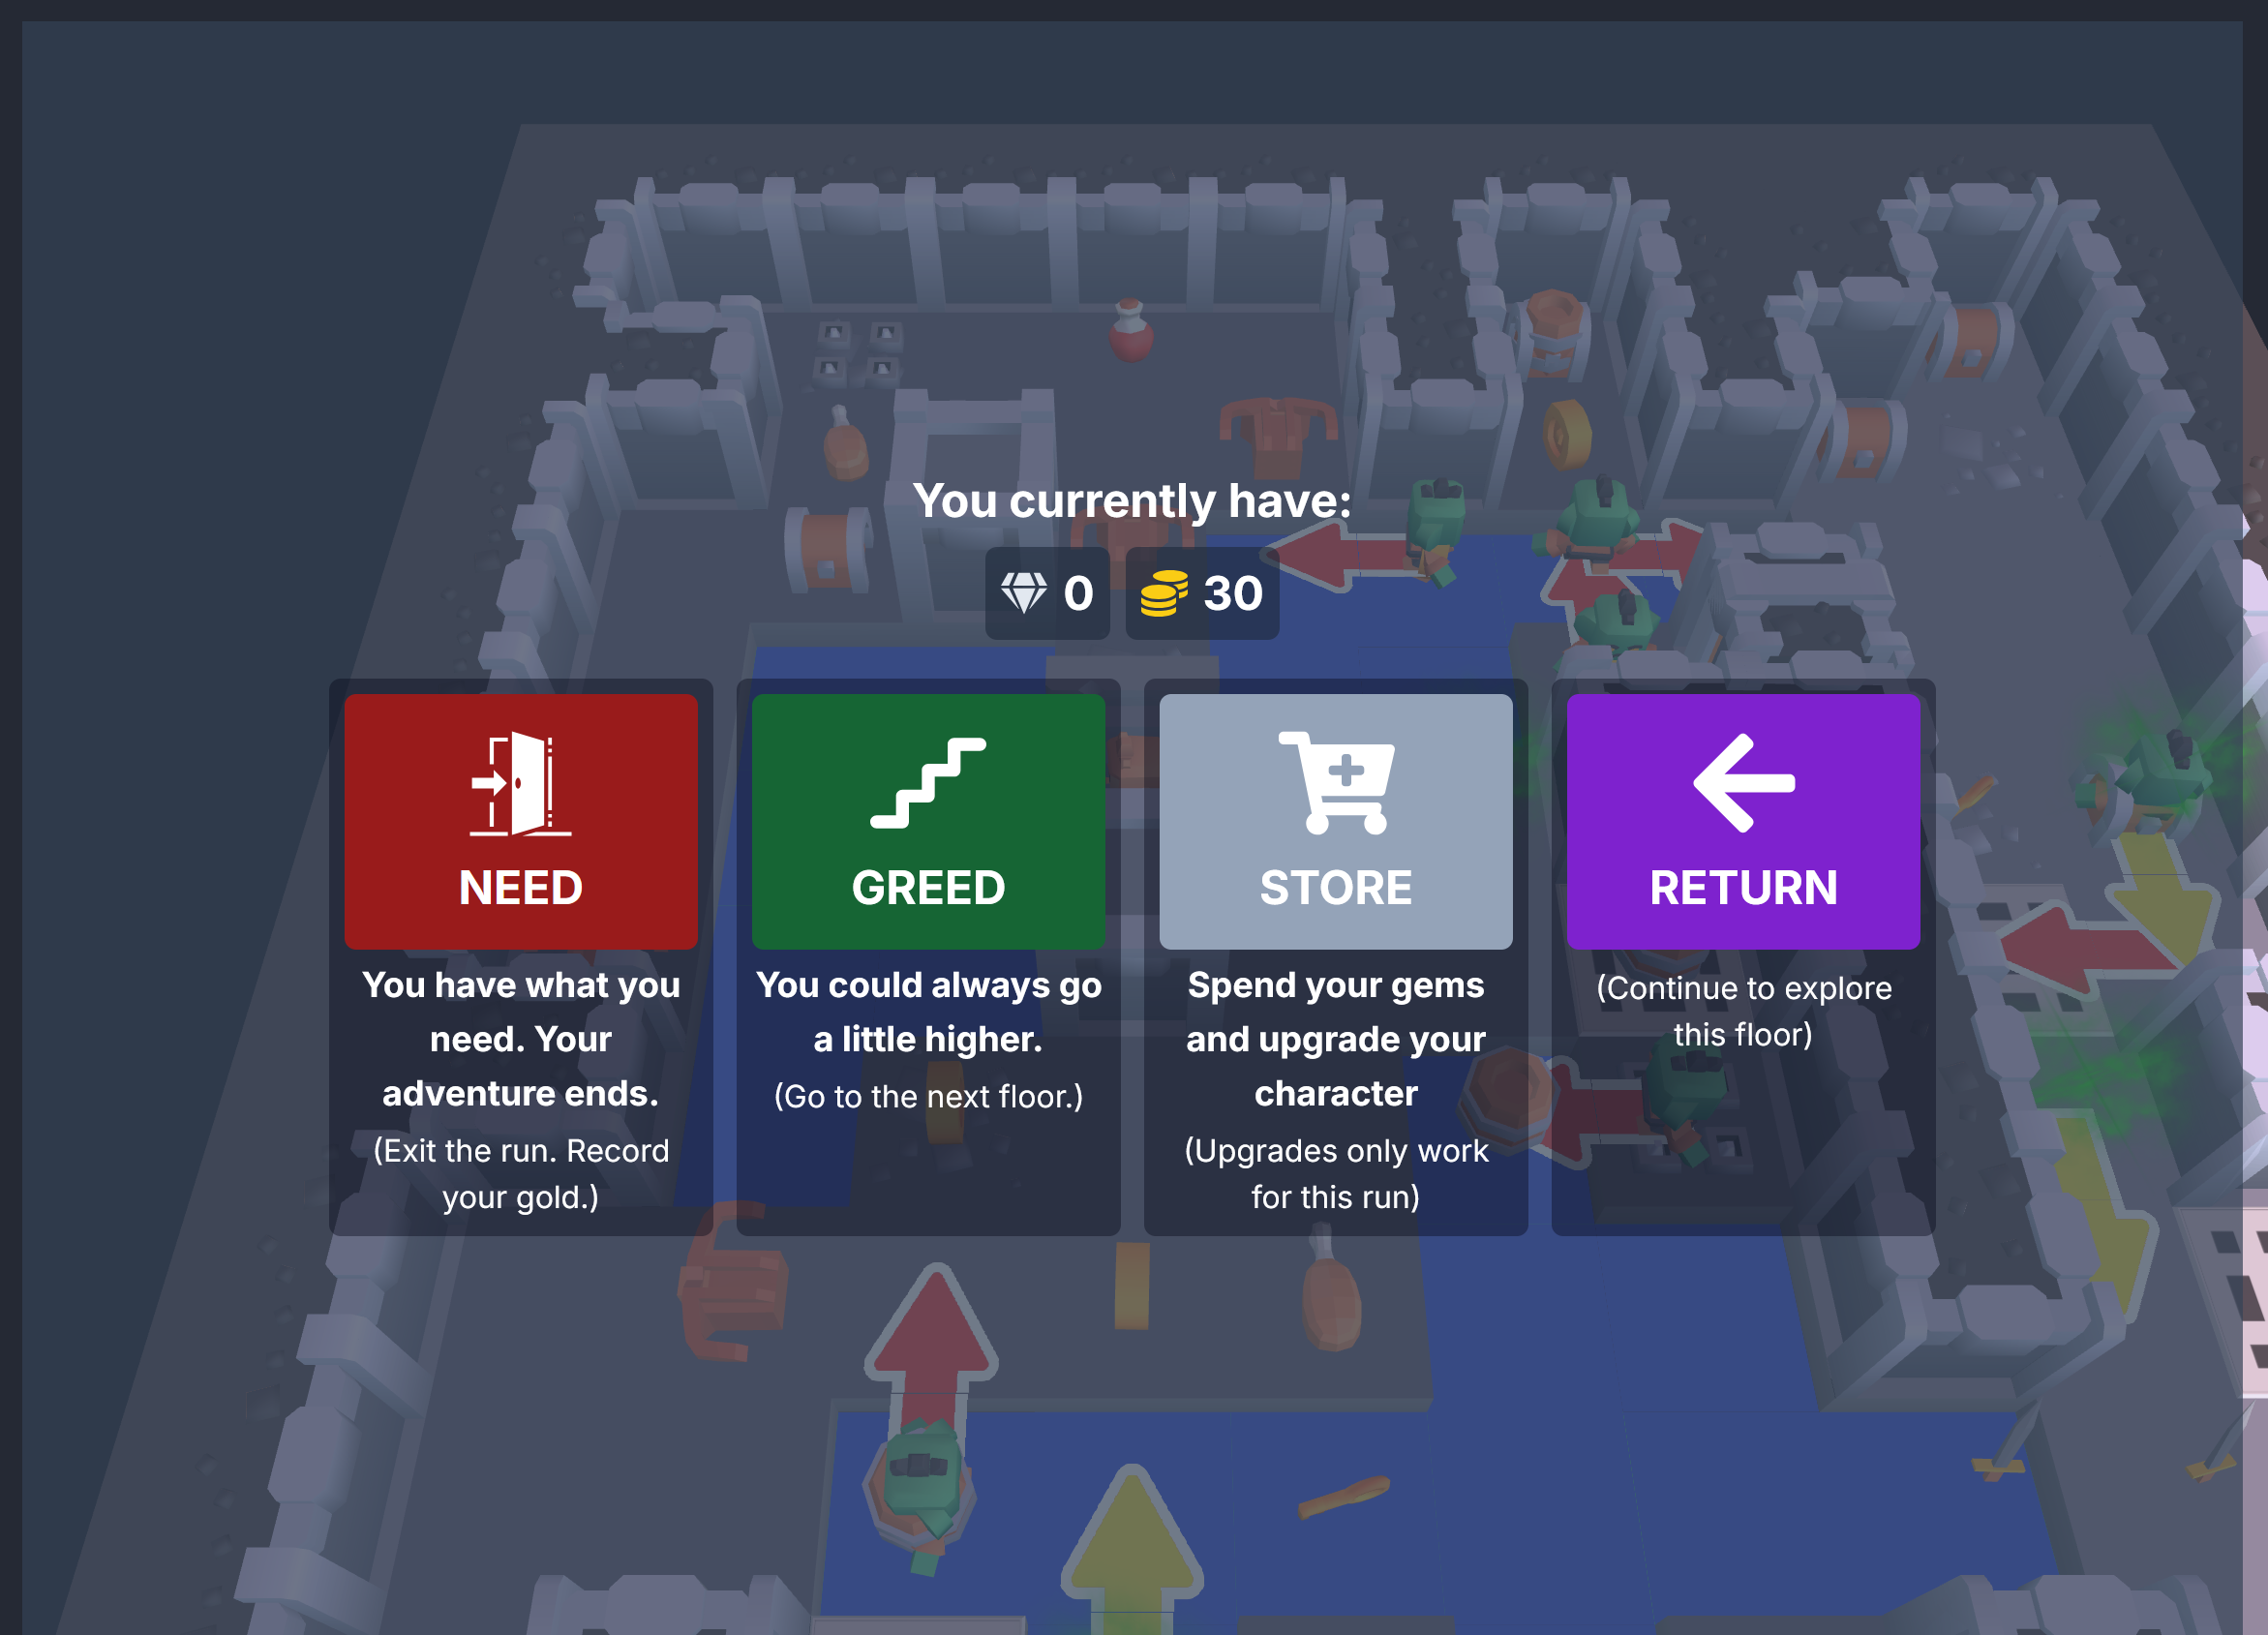 You currently have:
0 30
NEED
You have what you
need. Your
adventure ends.
(Exit the run. Record
your gold.)
GREED
You could always go
a little higher.
(Go to the next floor.)
STORE
Spend your gems
and upgrade your
character
(Upgrades only work
for this run)
RETURN
(Continue to explore
this floor)